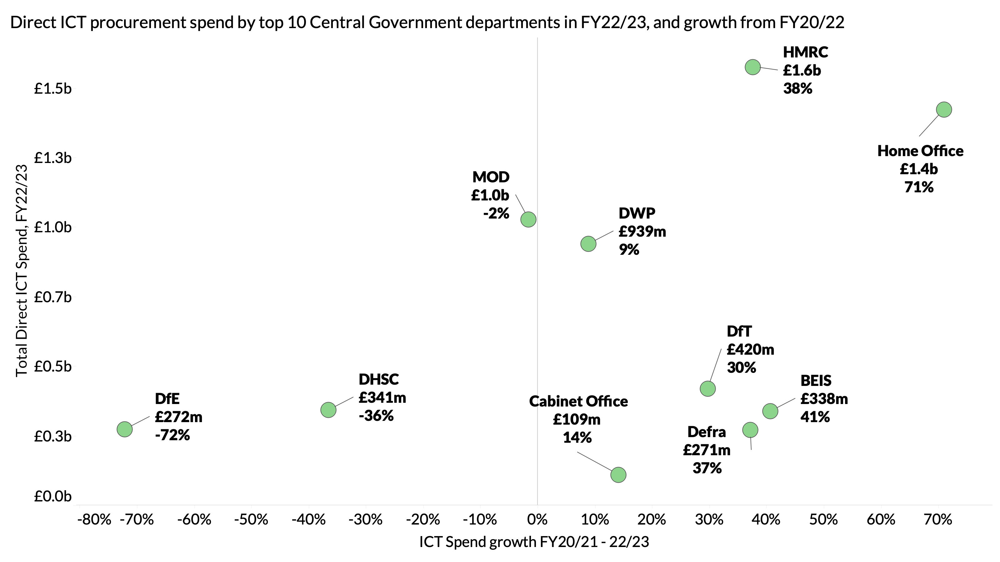 Direct ICT procurement spend by top 10 Central Government departments in FY22/23, and growth from FY20/22
HMRC
£1.6b
38%
Home Office
£1.4b
71%
MOD
£1.0b
-2%
DWP
£939m
9%
DfT
£420m
30%
BEIS
£338m
41%
DHSC
£341m
-36%
DfE
£272m
-72%
Cabinet Office
£109m
14%
Defra
£271m
37%
Total Direct ICT Spend, FY22/23
£1.5b
£1.3b
£1.0b
£0.7b
£0.5b
£0.3b
£0.0b
-80% -70% -60% -50% -40% -30% -20% -10% 0% 10% 20% 30% 40% 50% 60% 70%
ICT Spend growth FY20/21 - 22/23